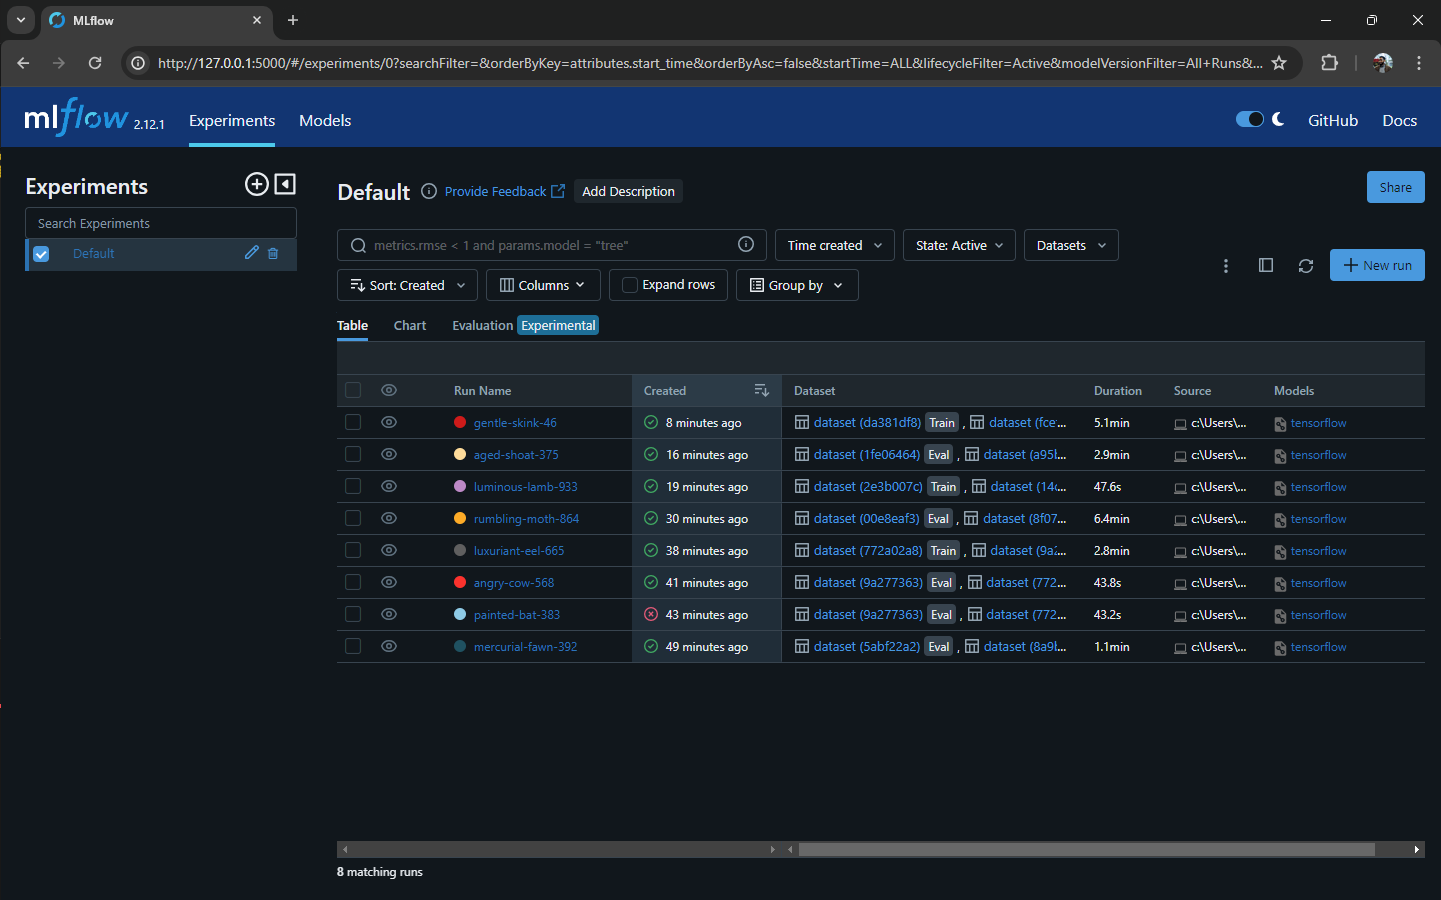 MLflow
http://127.0.0.1:5000/#/experiments/0?searchFilter=&orderByKey=attributes.start_time&orderByAsc=false&startTime=ALL&lifecycleFilter=Active&modelVersionFilter=All+Runs&...
mlflow 2.12.1 Experiments Models GitHub Docs
Experiments
Search Experiments
Default
Default Provide Feedback Add Description Share
metrics.rmse < 1 and params.model = "tree" Time created State: Active Datasets
New run
Sort: Created Columns Expand rows Group by
Table Chart Evaluation Experimental
Run Name Created Dataset Duration Source Models
gentle-skink-46 8 minutes ago dataset (da381df8) Train , dataset (fce... 5.1min c:\Users\... tensorflow
aged-shoat-375 16 minutes ago dataset (1fe06464) Eval , dataset (a95b... 2.9min c:\Users\... tensorflow
luminous-lamb-933 19 minutes ago dataset (2e3b007c) Train , dataset (14c... 47.6s c:\Users\... tensorflow
rumbling-moth-864 30 minutes ago dataset (00e8eaf3) Eval , dataset (8f07... 6.4min c:\Users\... tensorflow
luxuriant-eel-665 38 minutes ago dataset (772a02a8) Train , dataset (9a2... 2.8min c:\Users\... tensorflow
angry-cow-568 41 minutes ago dataset (9a277363) Eval , dataset (772... 43.8s c:\Users\... tensorflow
painted-bat-383 43 minutes ago dataset (9a277363) Eval , dataset (772... 43.2s c:\Users\... tensorflow
mercurial-fawn-392 49 minutes ago dataset (5abf22a2) Eval , dataset (8a9b... 1.1min c:\Users\... tensorflow
8 matching runs